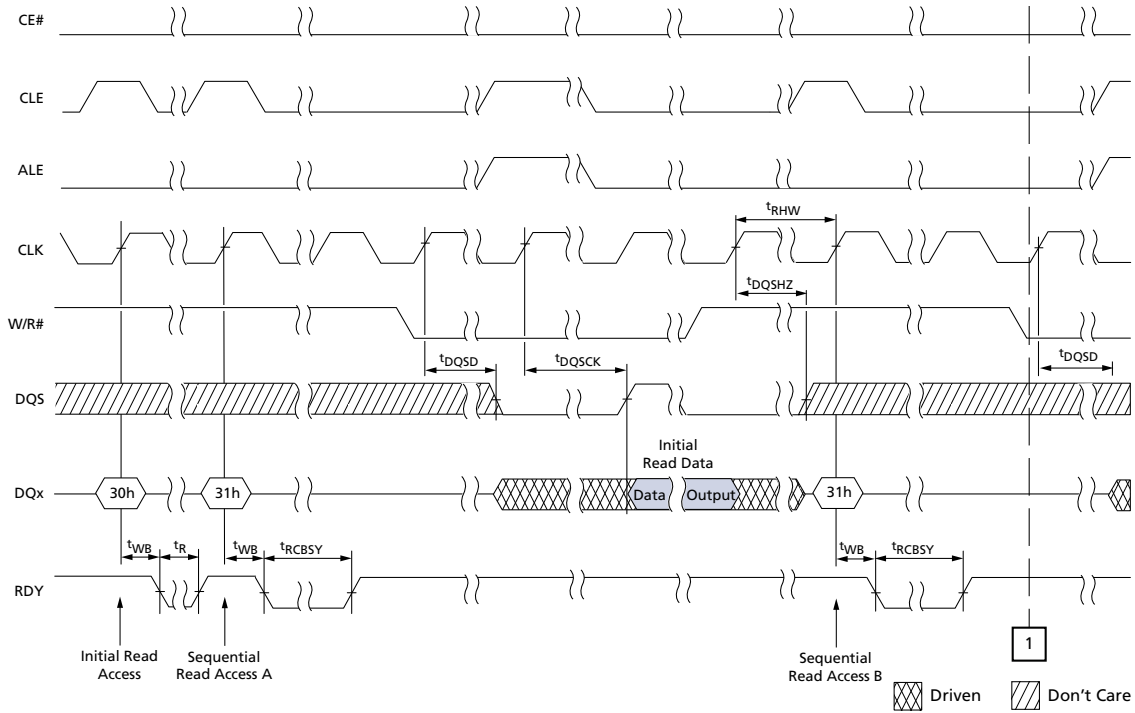 CE#
CLE
ALE
tRHW
CLK
tDQSHZ
W/R#
tDQSD
tDQSCK
tDQSD
DQS
Initial
Read Data
DQx
30h
31h
Data
Output
31h
tWB
tR
tWB
tRCBSY
tWB
tRCBSY
RDY
Initial Read
Access
Sequential
Read Access A
Sequential
Read Access B
1
Driven
Don't Care